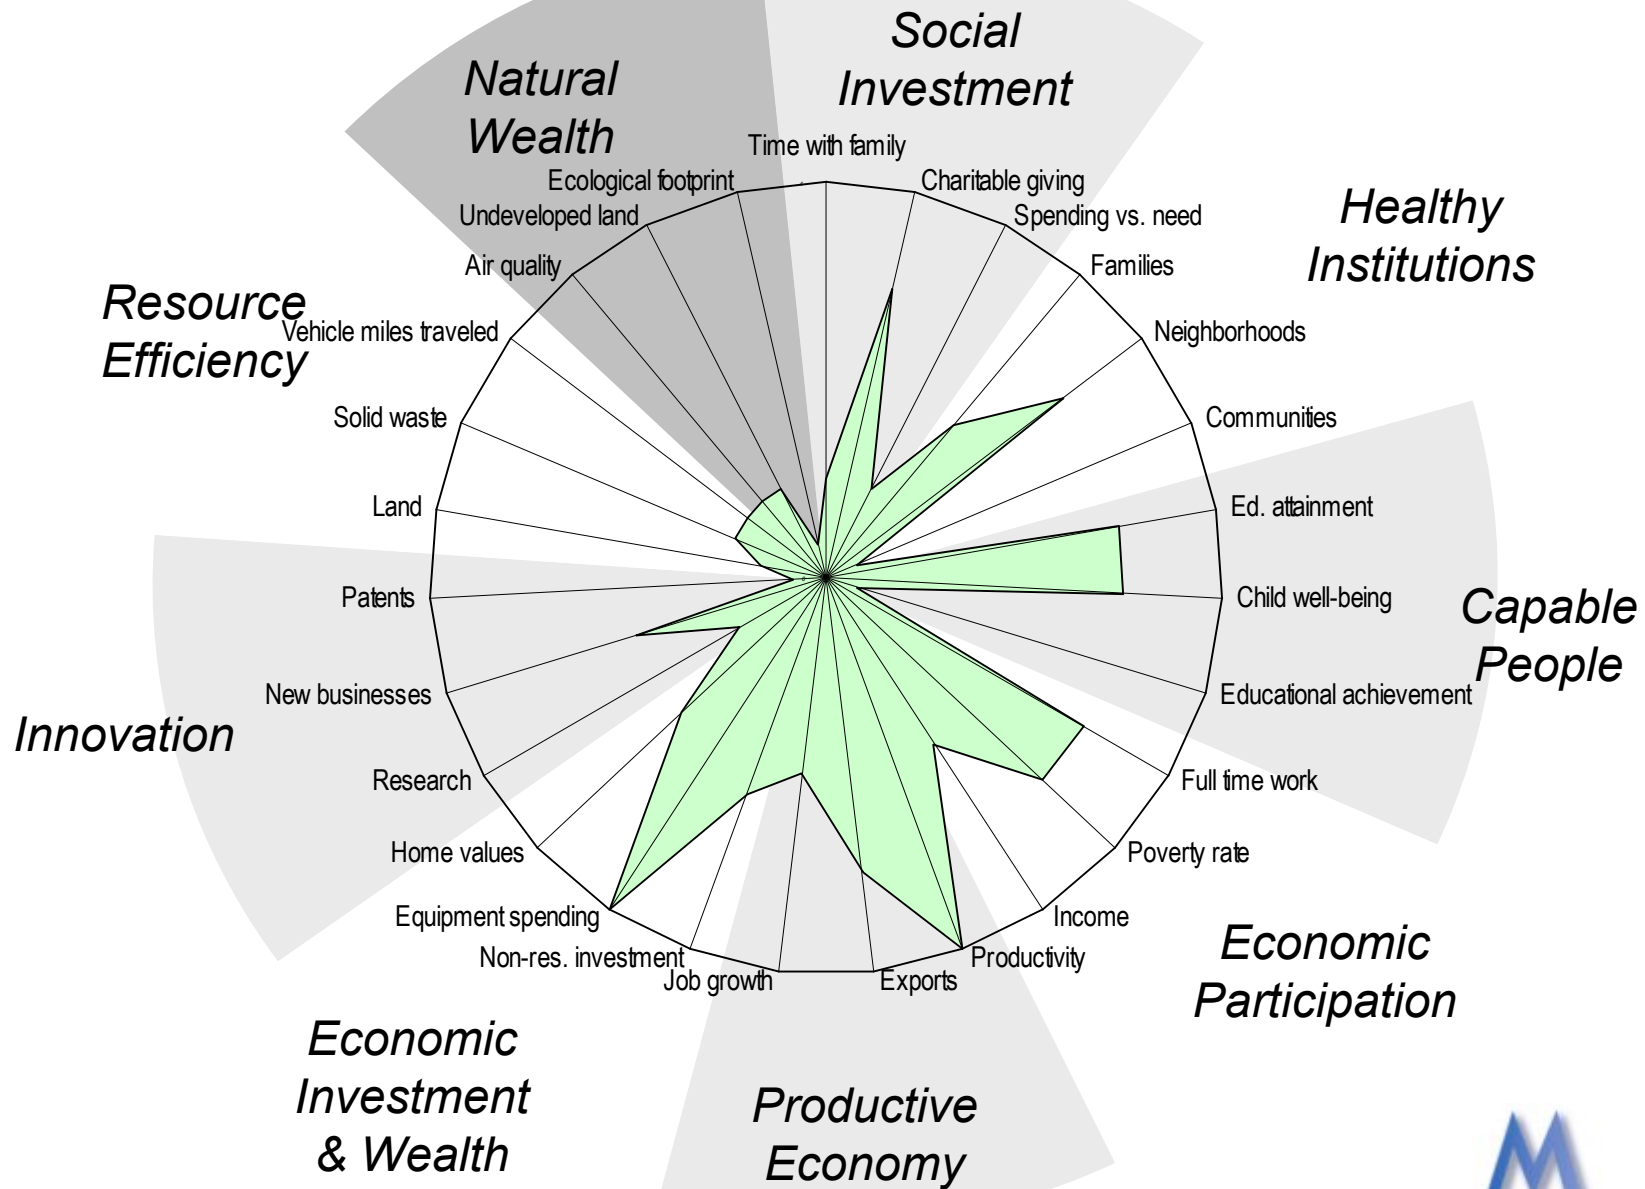 Social
Investment
Natural
Wealth
Time with family
Ecological footprint
Charitable giving
Undeveloped land
Spending vs. need
Healthy
Institutions
Air quality
Families
Resource
Efficiency
Vehicle miles traveled
Neighborhoods
Solid waste
Communities
Land
Ed. attainment
Patents
Child well-being
Capable
People
New businesses
Educational achievement
Innovation
Research
Full time work
Home values
Poverty rate
Equipment spending
Income
Non-res. investment
Productivity
Job growth
Exports
Economic
Participation
Economic
Investment
& Wealth
Productive
Economy
M